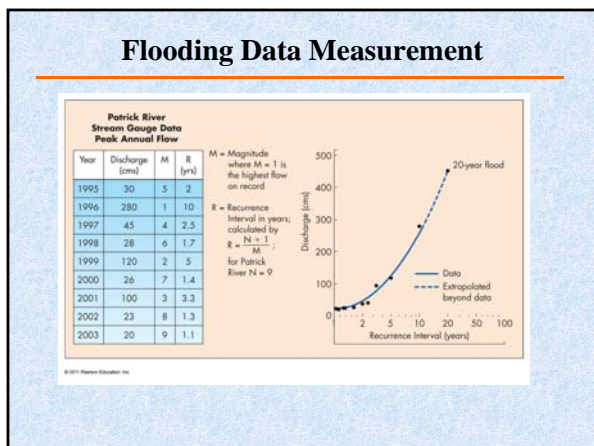 Flooding Data Measurement
Patrick River
Stream Gauge Data
Peak Annual Flow
Year Discharge (cms) M R (yrs)
1995 30 5 2
1996 280 1 10
1997 45 4 2.5
1998 28 6 1.7
1999 120 2 5
2000 26 7 1.4
2001 100 3 3.3
2002 23 8 1.3
2003 20 9 1.1
M = Magnitude
where M = 1 is
the highest flow
on record
R = Recurrence
Interval in years;
calculated by
R = N + 1 / M ;
for Patrick
River N = 9
Discharge (cms)
500
400
300
200
100
0
20-year flood
Data
Extrapolated
beyond data
1 2 5 10 20 50 100
Recurrence Interval (years)
© 2011 Pearson Education, Inc.